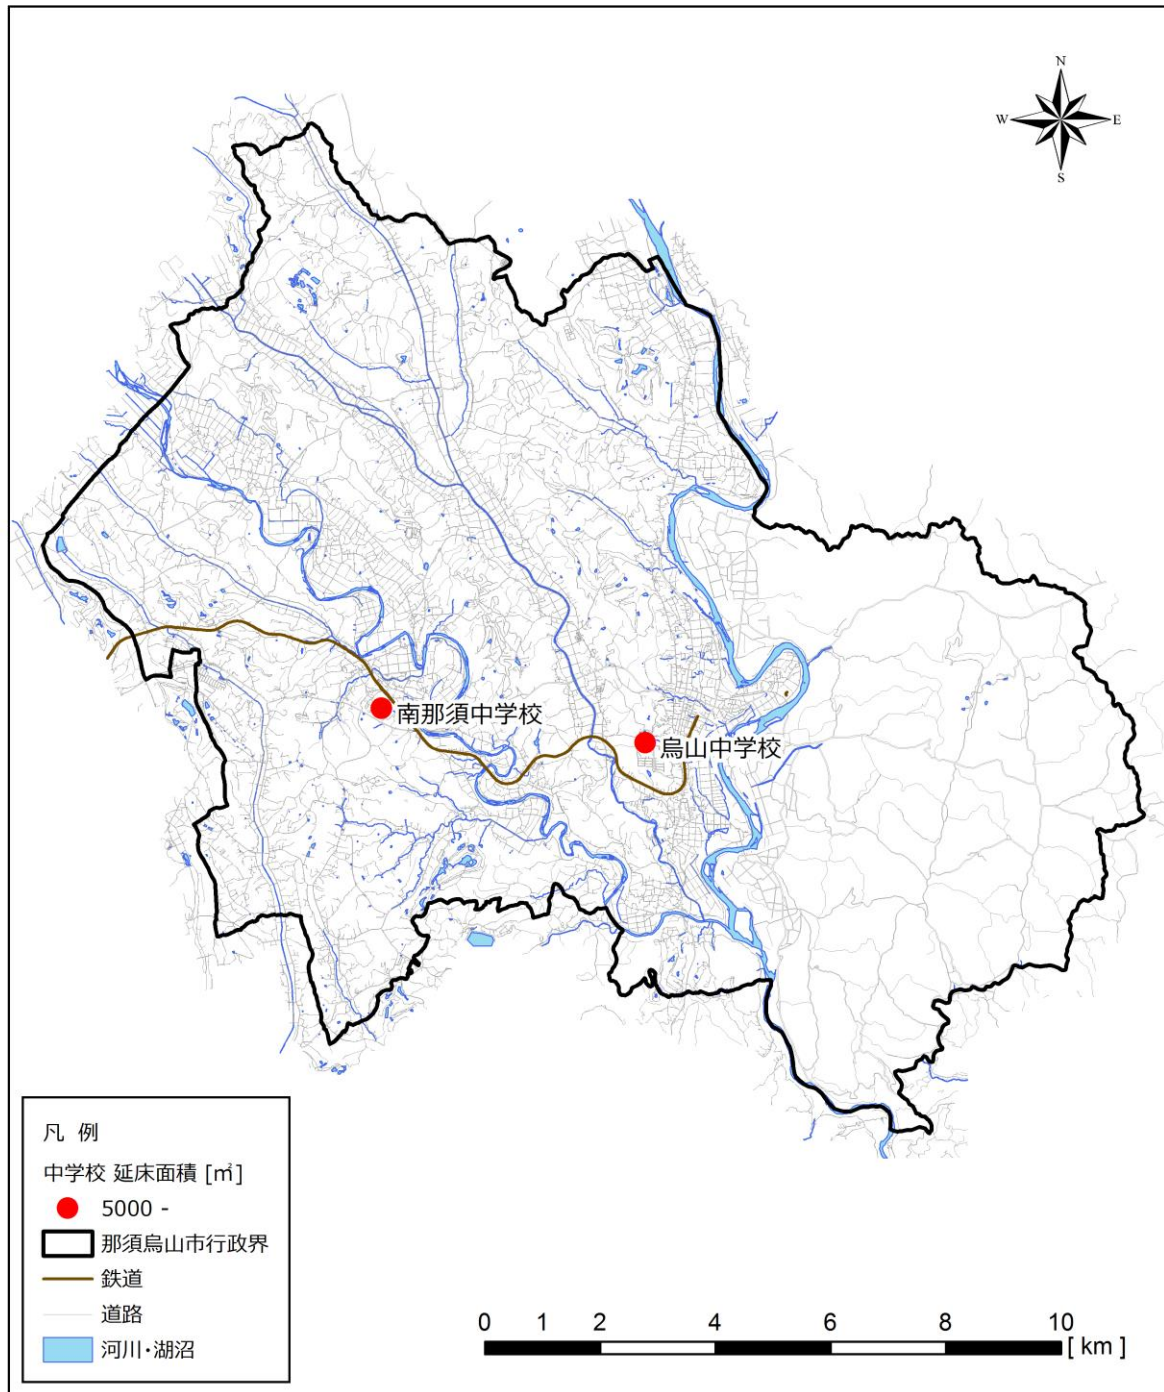 N
W E
S
南那須中学校
烏山中学校
凡 例
中学校 延床面積 [㎡]
5000 -
那須烏山市行政界
鉄道
道路
河川・湖沼
0 1 2 4 6 8 10
[ km ]